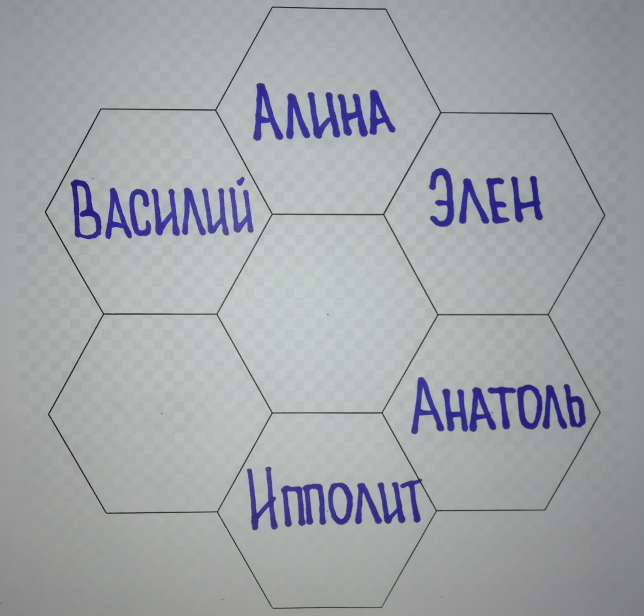 Алина
Василий
Элен
Анатоль
Ипполит